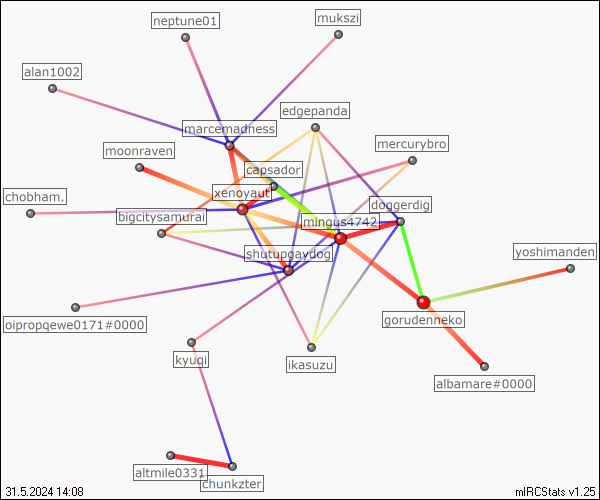 neptune01
mukszi
alan1002
edgepanda
marcemadness
mercurybro
moonraven
capsador
chobham.
xenoyaut
doggerdig
bigcitysamurai
mingus4742
shutupgaydog
yoshimanden
oipropqewe0171#0000
gorudenneko
kyuqi
ikasuzu
albamare#0000
altmile0331
chunkzter
31.5.2024 14:08
mIRCStats v1.25